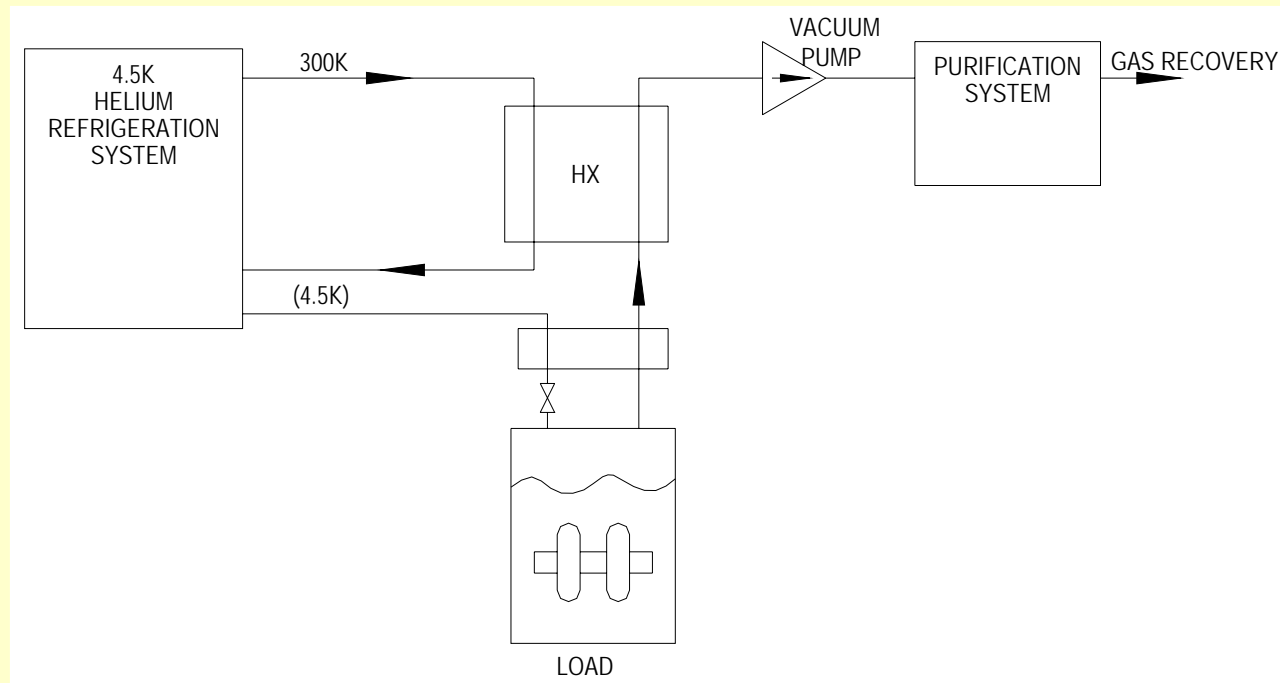 4.5K
HELIUM
REFRIGERATION
SYSTEM
300K
(4.5K)
HX
VACUUM
PUMP
PURIFICATION
SYSTEM
GAS RECOVERY
LOAD